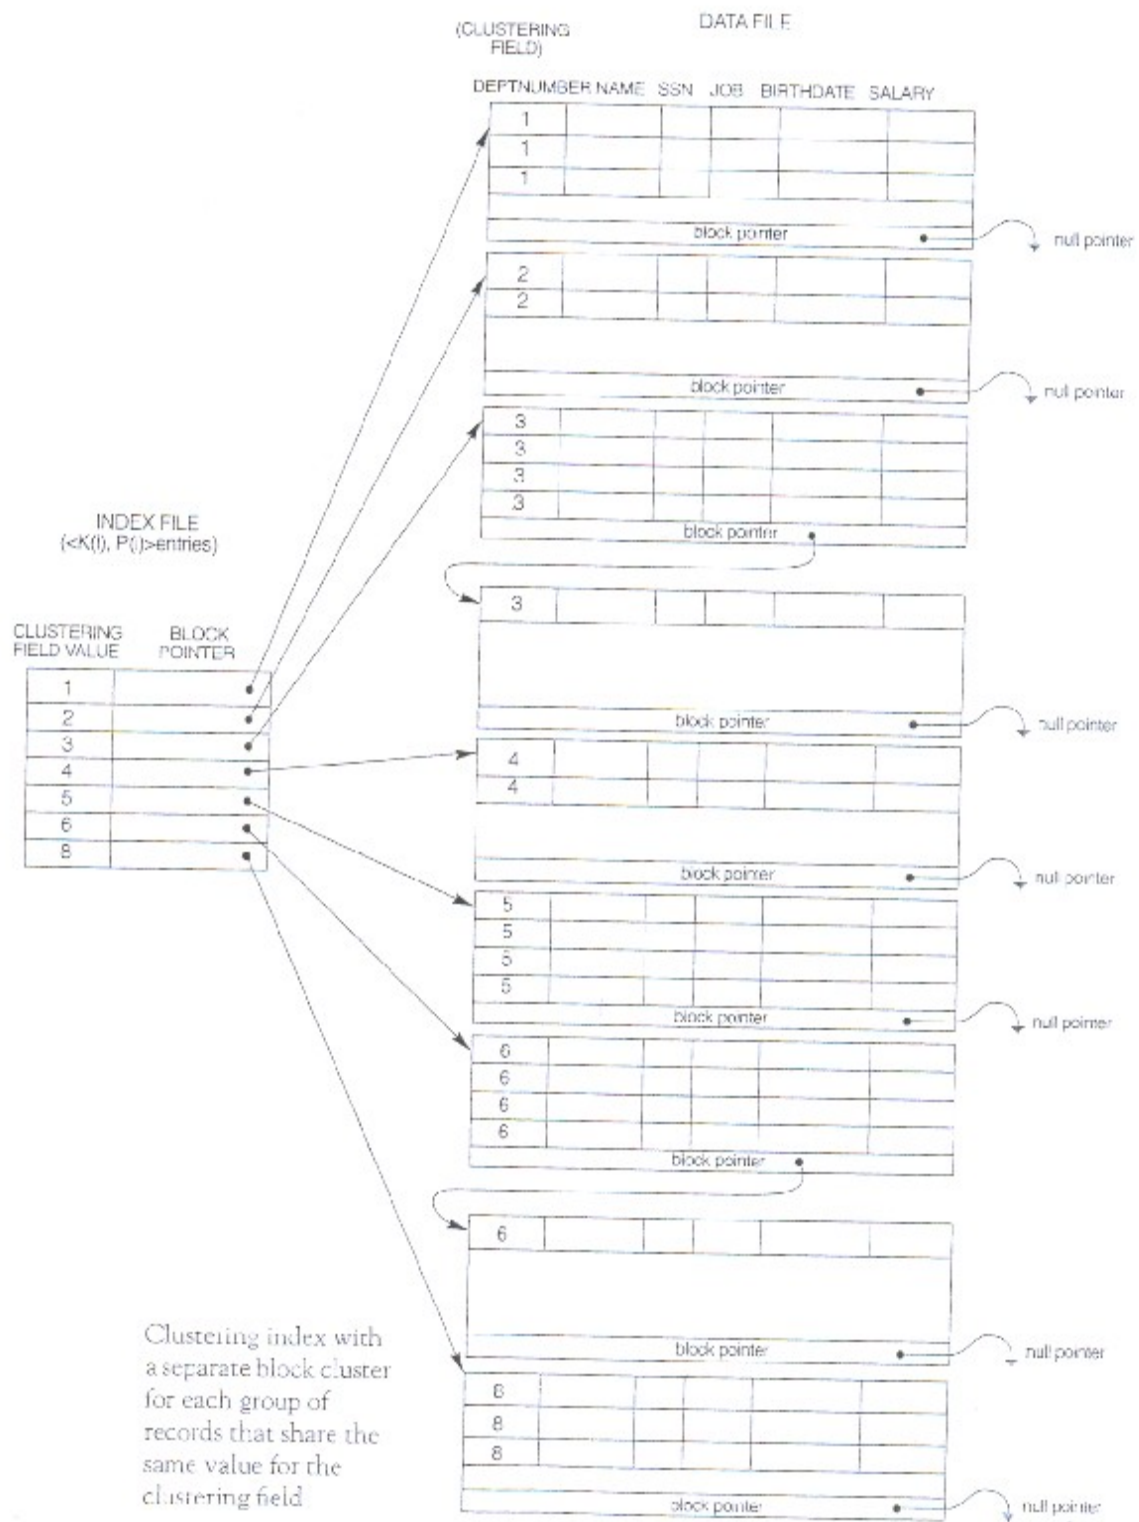 DATA FILE
(CLUSTERING
FIELD)
DEPTNUMBER NAME SSN JOB BIRTHDATE SALARY
1
1
1
block pointer
null pointer
2
2
block pointer
null pointer
3
3
3
3
block pointer
INDEX FILE
(<K(i), P(i)>entries)
3
block pointer
null pointer
CLUSTERING
FIELD VALUE
BLOCK
POINTER
1
2
3
4
5
6
8
4
4
block pointer
null pointer
5
5
5
5
block pointer
null pointer
6
6
6
6
block pointer
6
block pointer
null pointer
8
8
8
block pointer
null pointer
Clustering index with
a separate block cluster
for each group of
records that share the
same value for the
clustering field